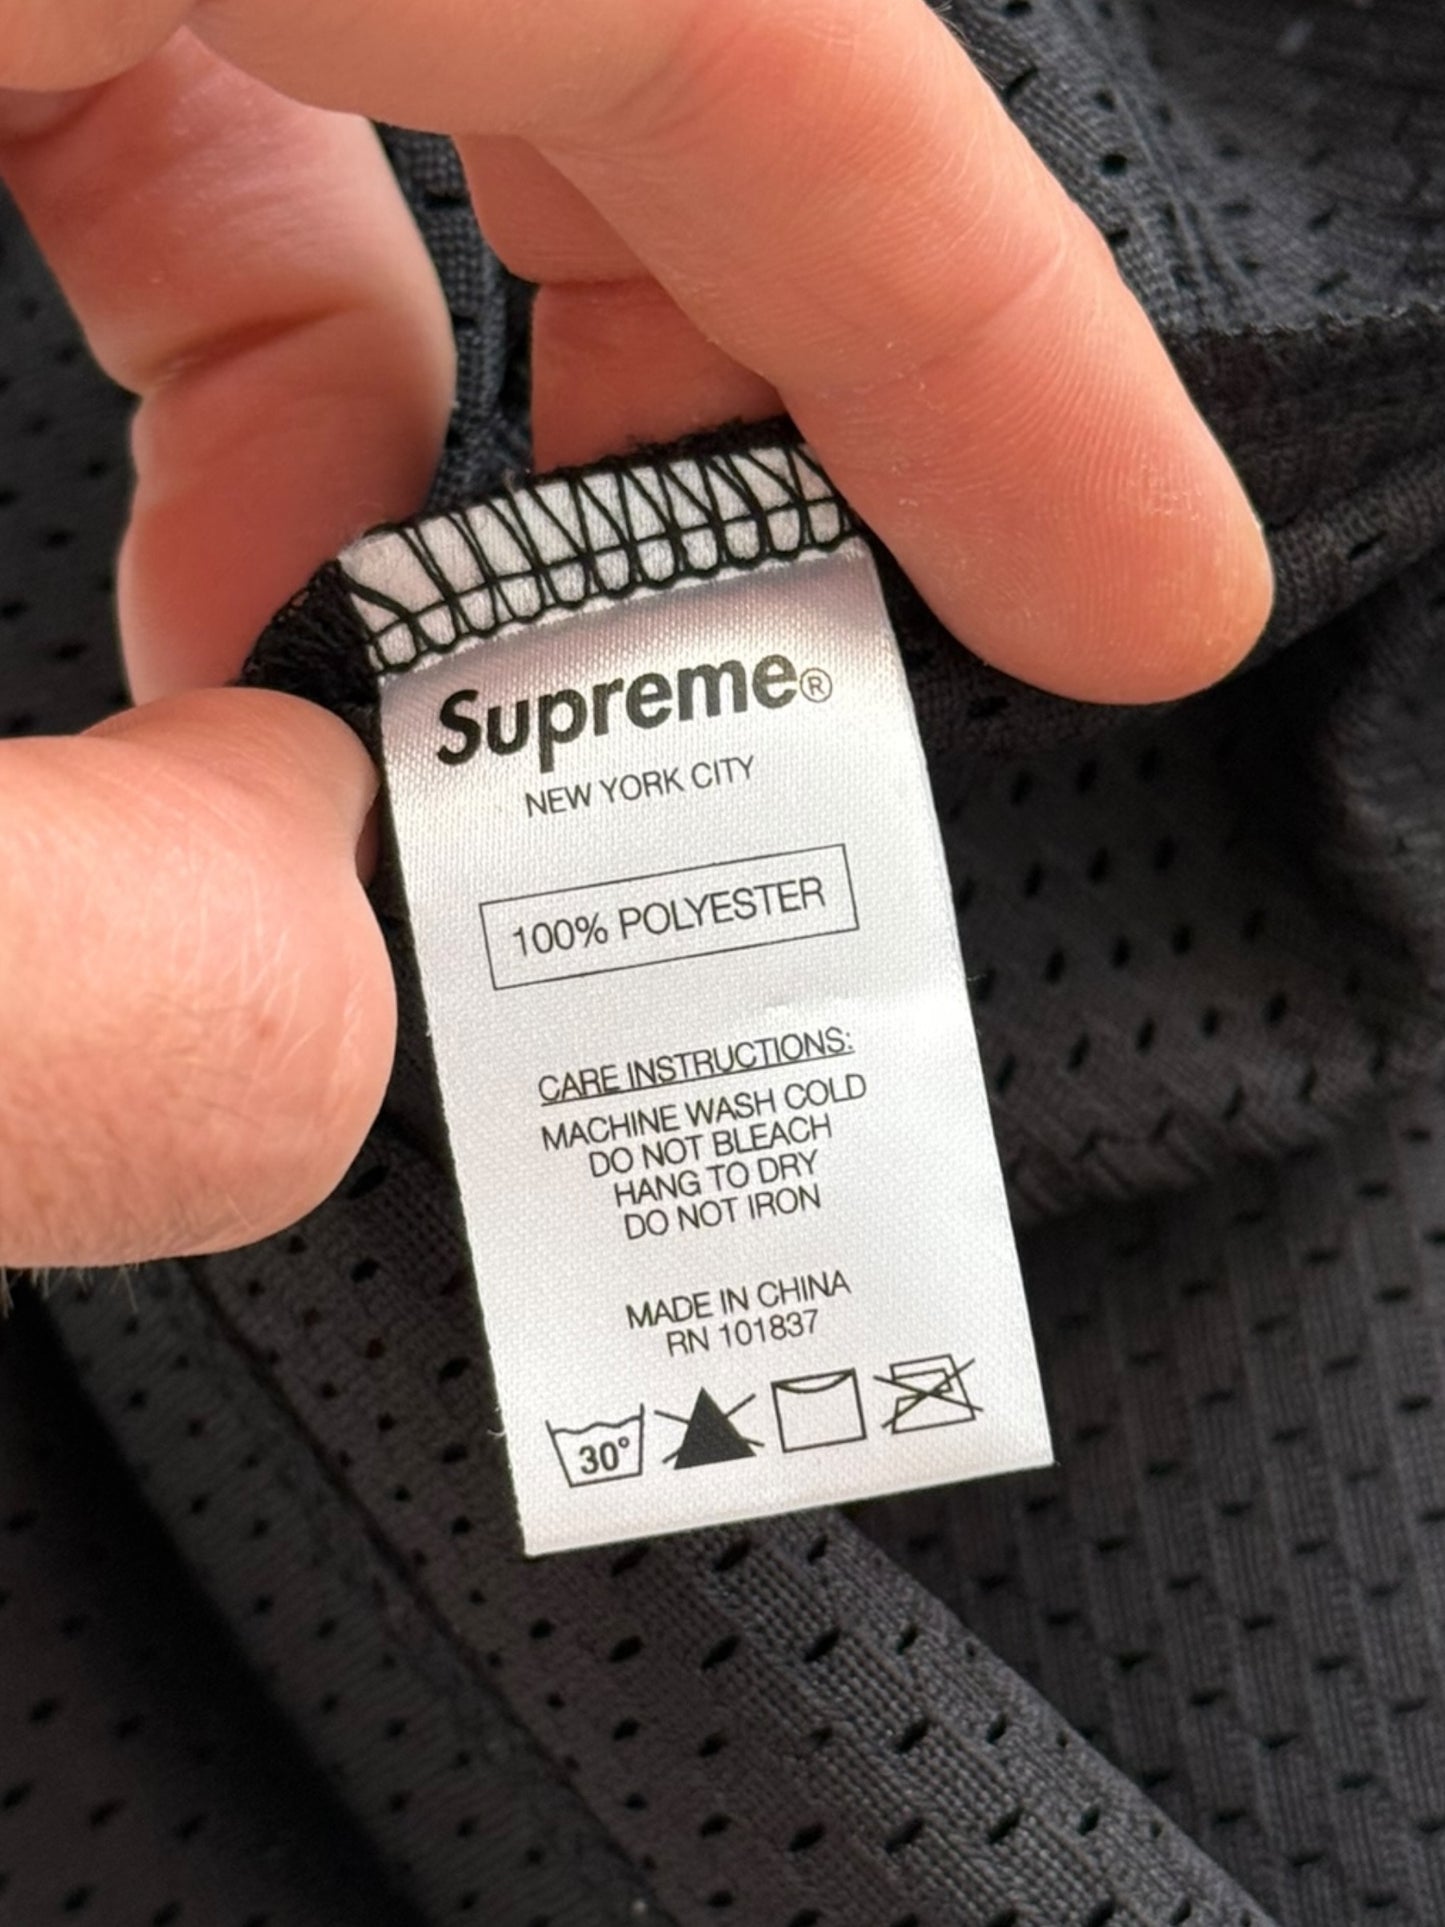 Supreme®
NEW YORK CITY
100% POLYESTER
CARE INSTRUCTIONS:
MACHINE WASH COLD
DO NOT BLEACH
HANG TO DRY
DO NOT IRON
MADE IN CHINA
RN 101837
30°